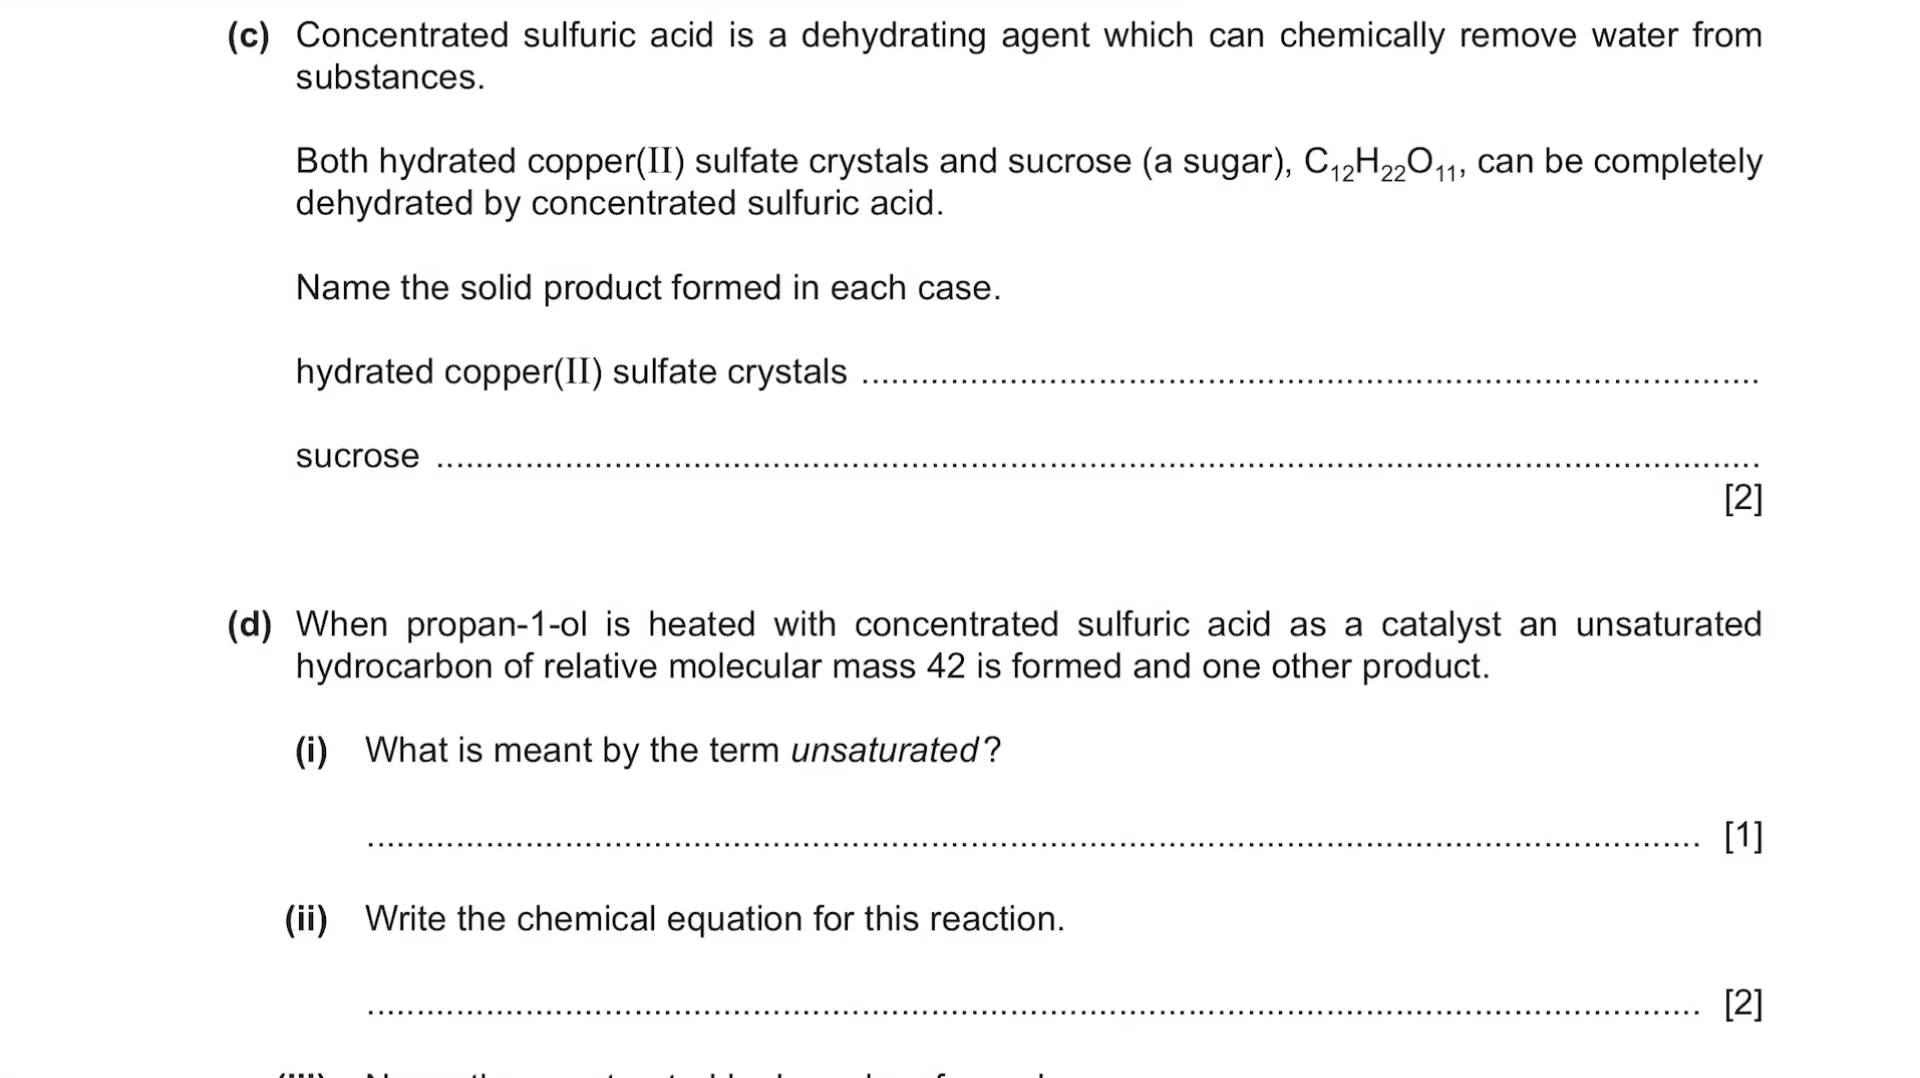 (c) Concentrated sulfuric acid is a dehydrating agent which can chemically remove water from
substances.
Both hydrated copper(II) sulfate crystals and sucrose (a sugar), C₁₂H₂₂O₁₁, can be completely
dehydrated by concentrated sulfuric acid.
Name the solid product formed in each case.
hydrated copper(II) sulfate crystals ..........................................................................................
sucrose ......................................................................................................................................
[2]
(d) When propan-1-ol is heated with concentrated sulfuric acid as a catalyst an unsaturated
hydrocarbon of relative molecular mass 42 is formed and one other product.
(i) What is meant by the term unsaturated?
...................................................................................................................................... [1]
(ii) Write the chemical equation for this reaction.
...................................................................................................................................... [2]